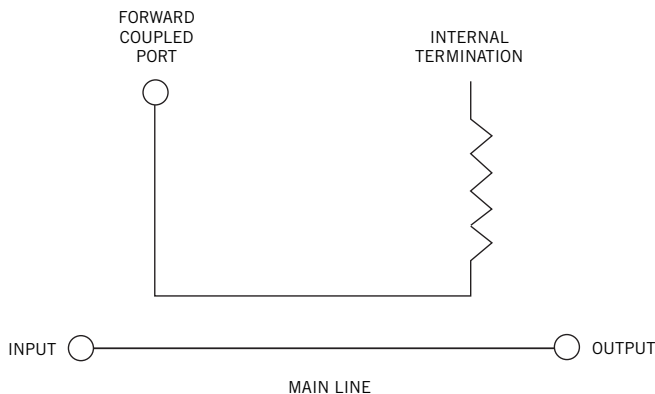 FORWARD
COUPLED
PORT
INTERNAL
TERMINATION
INPUT
OUTPUT
MAIN LINE